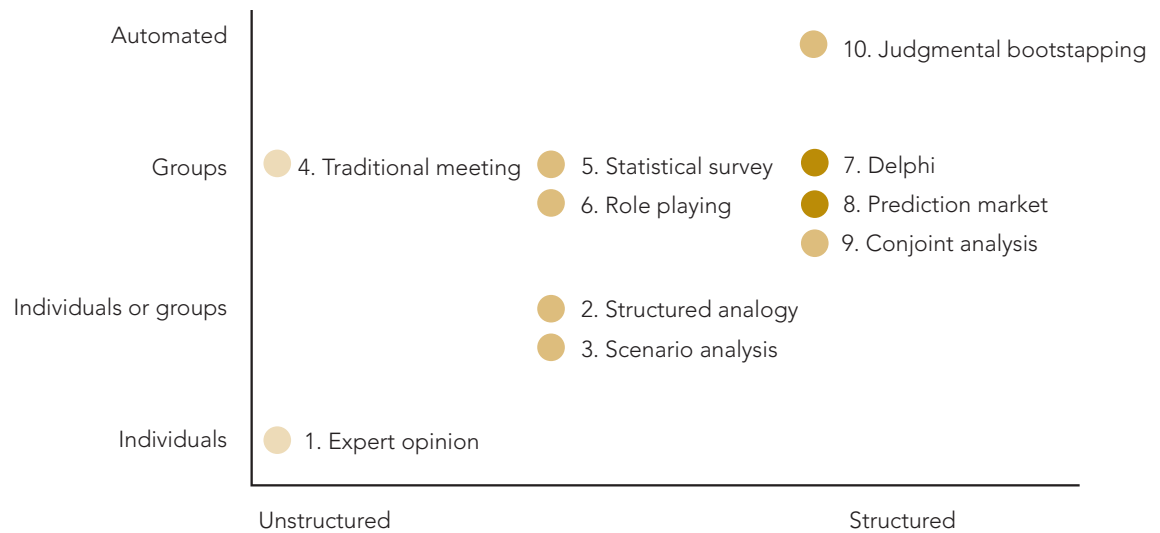 Automated
10. Judgmental bootstapping
Groups
4. Traditional meeting
5. Statistical survey
7. Delphi
6. Role playing
8. Prediction market
9. Conjoint analysis
Individuals or groups
2. Structured analogy
3. Scenario analysis
Individuals
1. Expert opinion
Unstructured
Structured